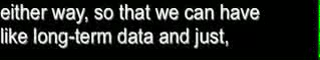 either way, so that we can have
like long-term data and just,